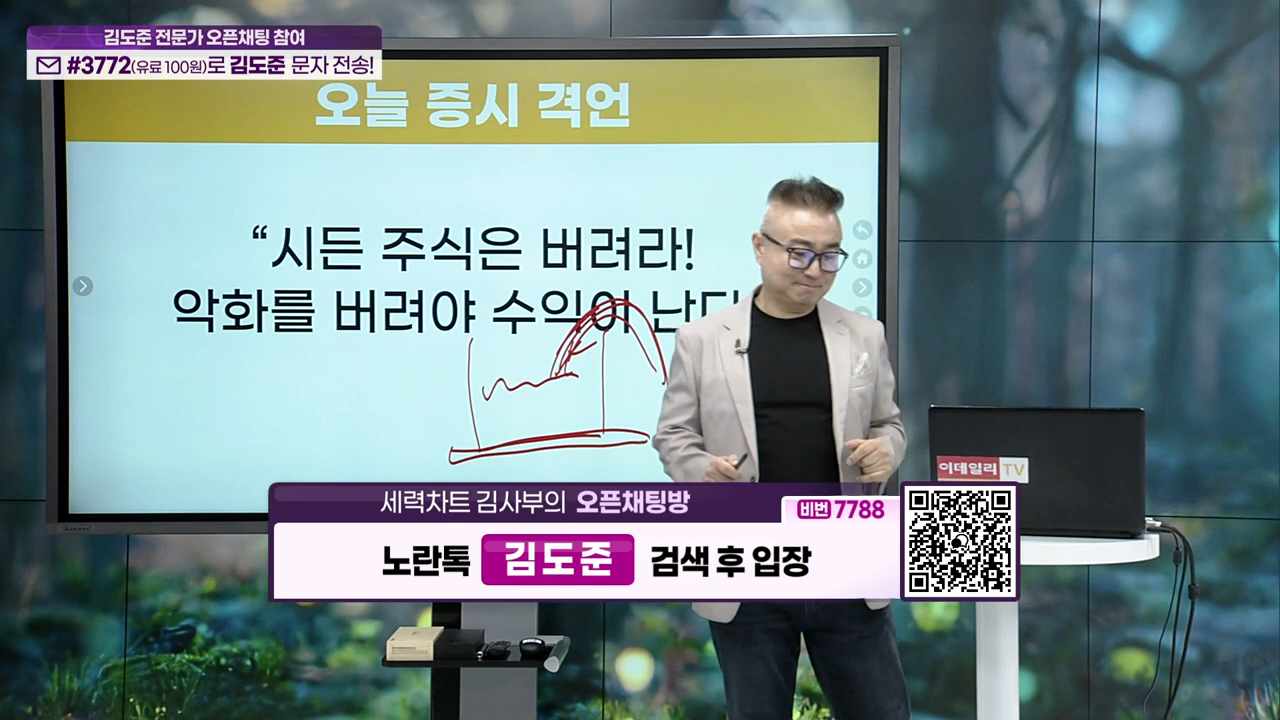 김도준 전문가 오픈채팅 참여
#3772(유료 100원)로 김도준 문자 전송!
오늘 증시 격언
“시든 주식은 버려라!
악화를 버려야 수익이 난다
이데일리 TV
세력차트 김사부의 오픈채팅방
비번 7788
노란톡 김도준 검색 후 입장